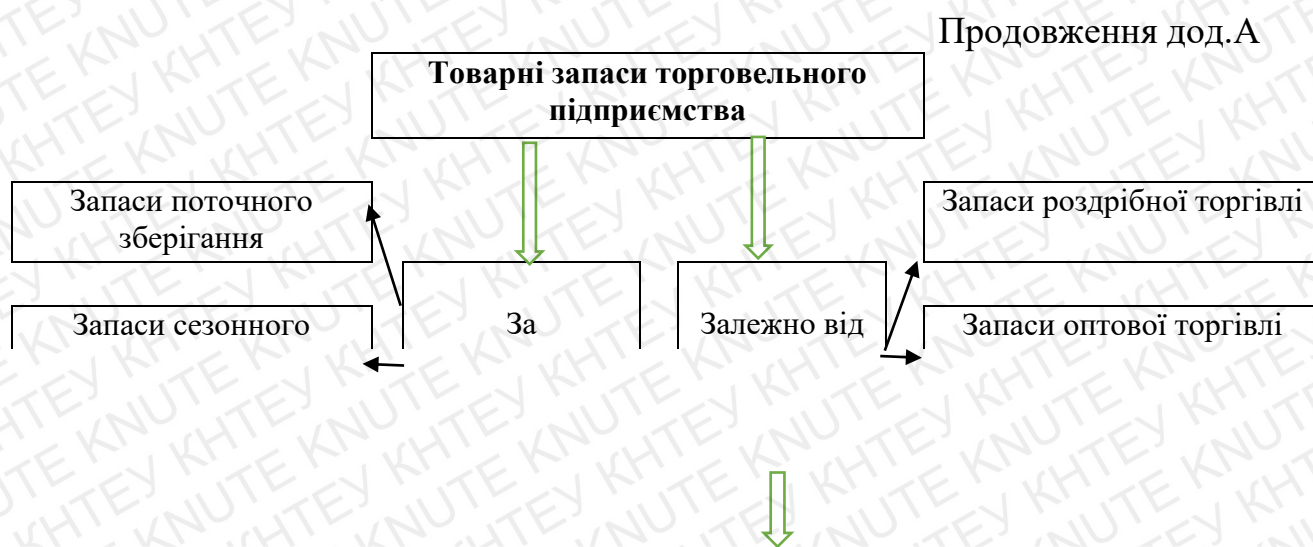 Продовження дод.А
Товарні запаси торговельного
підприємства
Запаси поточного
зберігання
Запаси роздрібної торгівлі
Запаси сезонного
За
Залежно від
Запаси оптової торгівлі